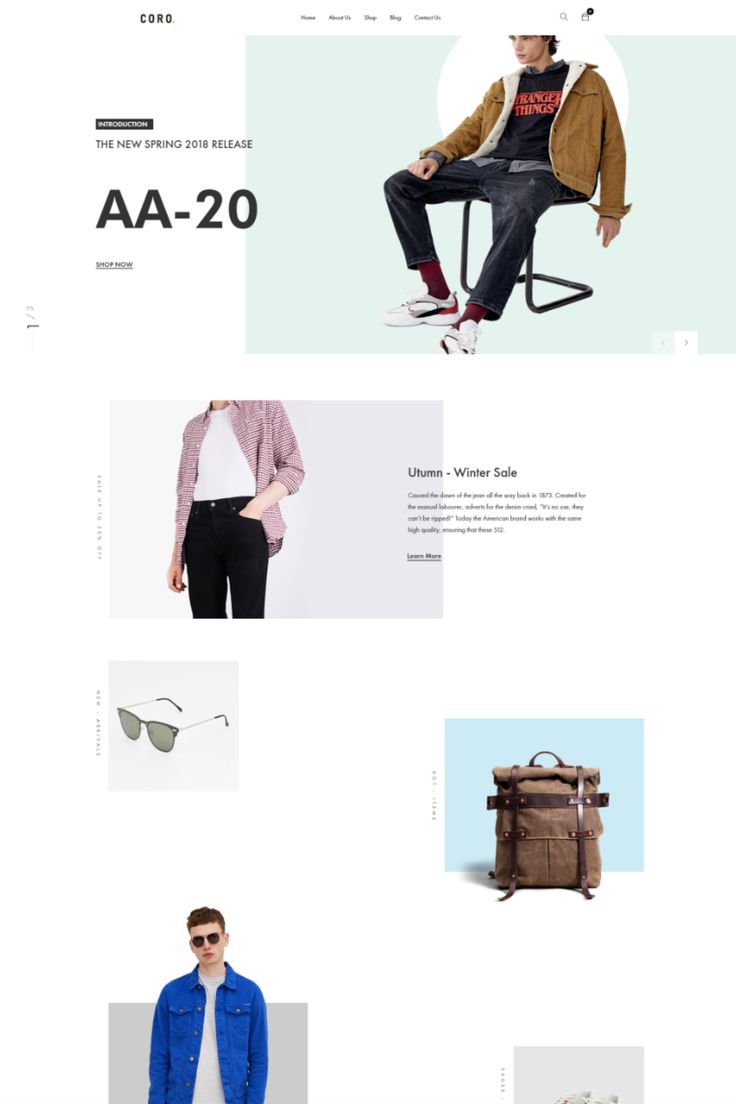 CORO.
Home About Us Shop Blog Contact Us
0
INTRODUCTION
THE NEW SPRING 2018 RELEASE
AA-20
SHOP NOW
1 / 3
TRANGER
THINGS
SALE UP TO 50% OFF
Utumn - Winter Sale
Caused the down of the jean all the way back in 1873. Created for
the manual labourer, adverts for the denim cried, "It's no use, they
can't be ripped!" Today the American brand works with the same
high quality, ensuring that these 512.
Learn More
NEW - ARRIVALS
HOT - ITEMS
SHOES -